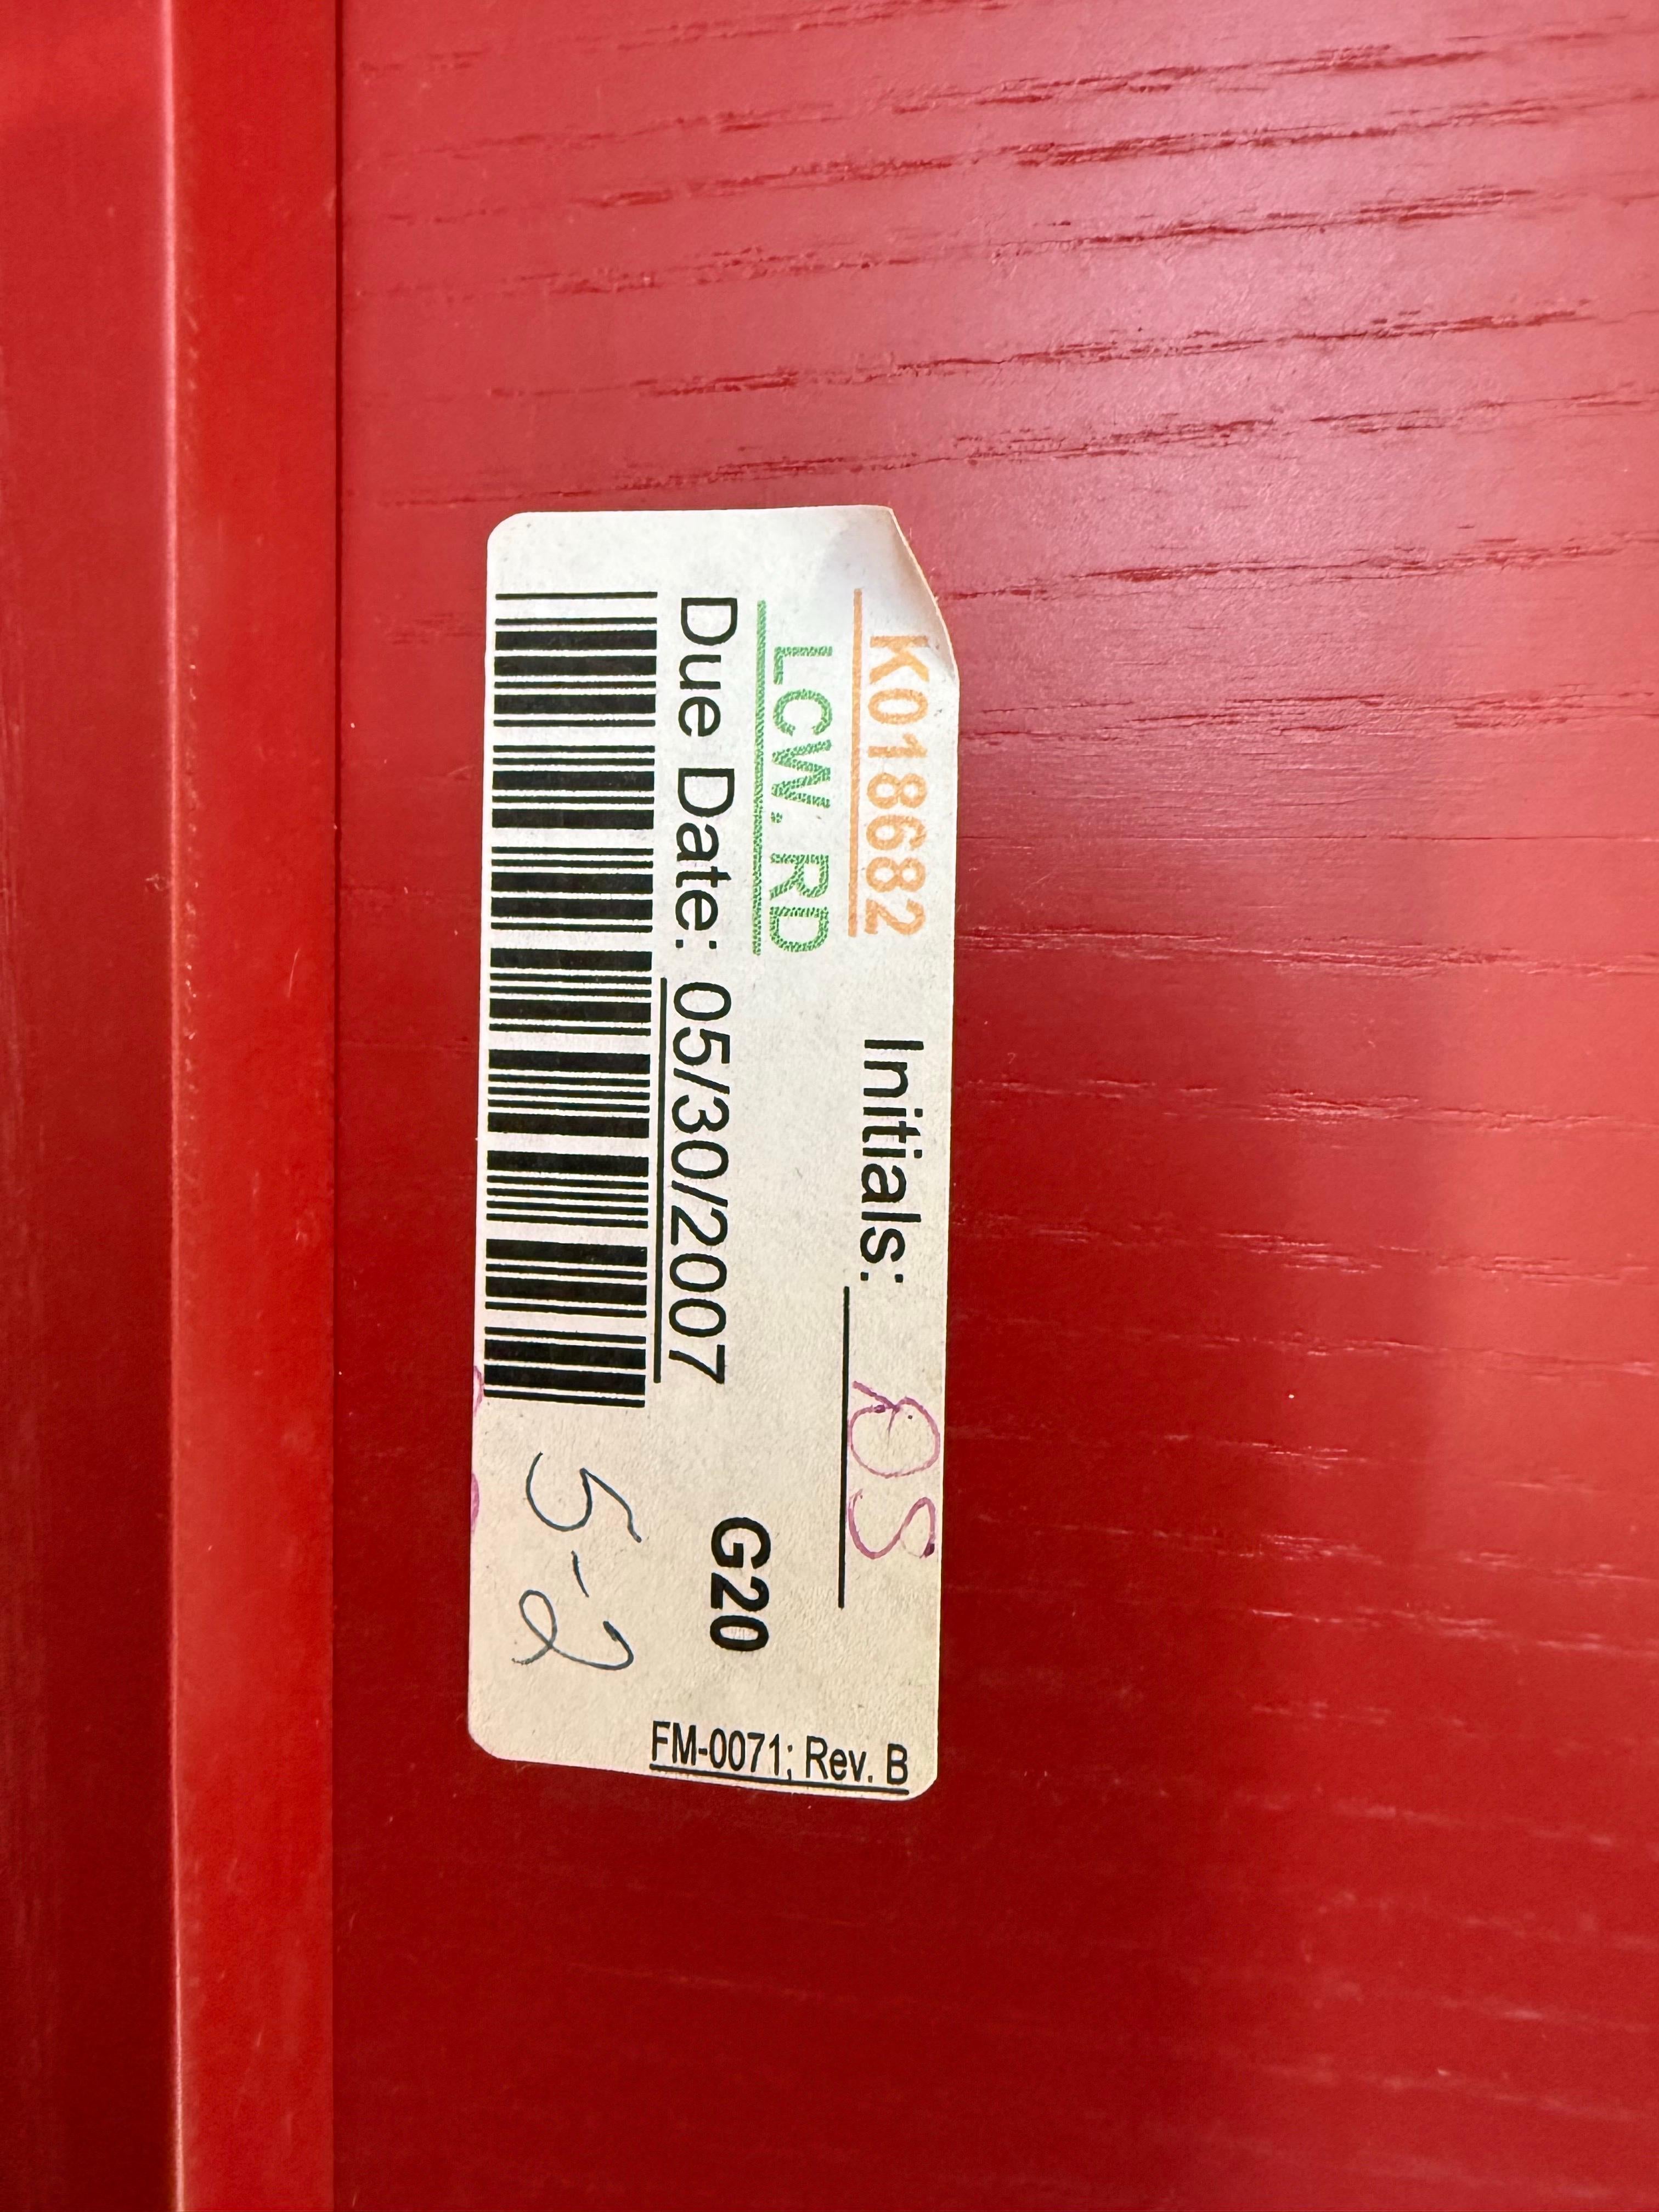 K018682 Initials: RS
LCW.RD
Due Date: 05/30/2007 G20
5-2
FM-0071; Rev. B